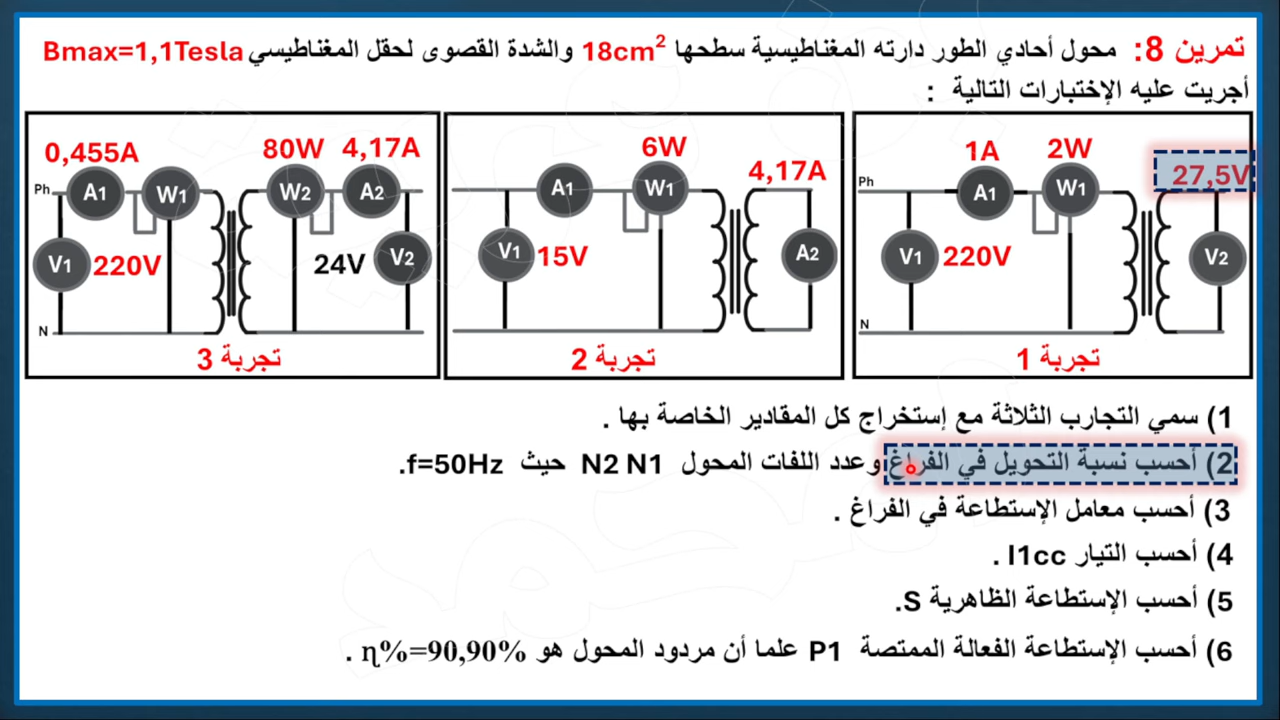 تمرين 8: محول أحادي الطور دارته المغناطيسية سطحها 18cm² والشدة القصوى لحقل المغناطيسي Bmax=1,1Tesla
أجريت عليه الإختبارات التالية :
1A 2W 27,5V
Ph A1 W1
V1 220V V2
N
تجربة 1
6W 4,17A
A1 W1
V1 15V A2
تجربة 2
0,455A 80W 4,17A
Ph A1 W1 W2 A2
V1 220V 24V V2
N
تجربة 3
1) سمي التجارب الثلاثة مع إستخراج كل المقادير الخاصة بها .
2) أحسب نسبة التحويل في الفراغ وعدد اللفات المحول N2 N1 حيث f=50Hz.
3) أحسب معامل الإستطاعة في الفراغ .
4) أحسب التيار I1cc .
5) أحسب الإستطاعة الظاهرية S.
6) أحسب الإستطاعة الفعالة الممتصة P1 علما أن مردود المحول هو η%=90,90% .